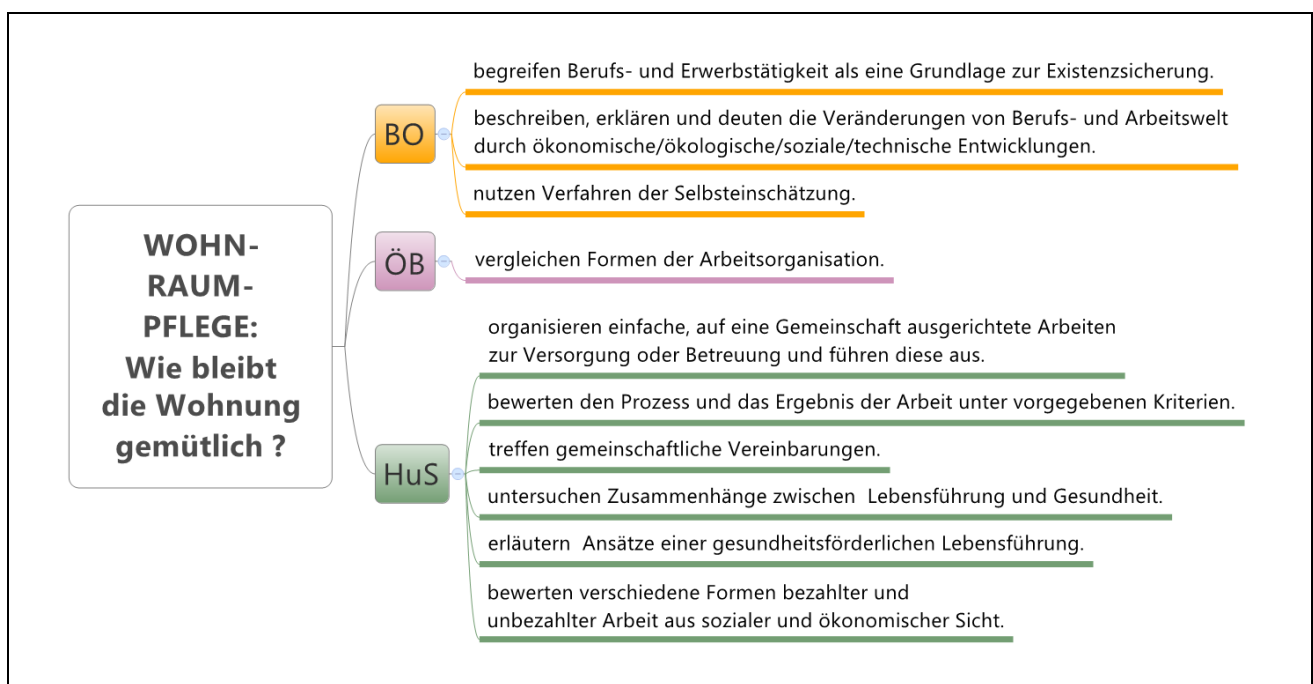 WOHN-
RAUM-
PFLEGE:
Wie bleibt
die Wohnung
gemütlich ?
BO
begreifen Berufs- und Erwerbstätigkeit als eine Grundlage zur Existenzsicherung.
beschreiben, erklären und deuten die Veränderungen von Berufs- und Arbeitswelt
durch ökonomische/ökologische/soziale/technische Entwicklungen.
nutzen Verfahren der Selbsteinschätzung.
ÖB
vergleichen Formen der Arbeitsorganisation.
HuS
organisieren einfache, auf eine Gemeinschaft ausgerichtete Arbeiten
zur Versorgung oder Betreuung und führen diese aus.
bewerten den Prozess und das Ergebnis der Arbeit unter vorgegebenen Kriterien.
treffen gemeinschaftliche Vereinbarungen.
untersuchen Zusammenhänge zwischen  Lebensführung und Gesundheit.
erläutern  Ansätze einer gesundheitsförderlichen Lebensführung.
bewerten verschiedene Formen bezahlter und
unbezahlter Arbeit aus sozialer und ökonomischer Sicht.